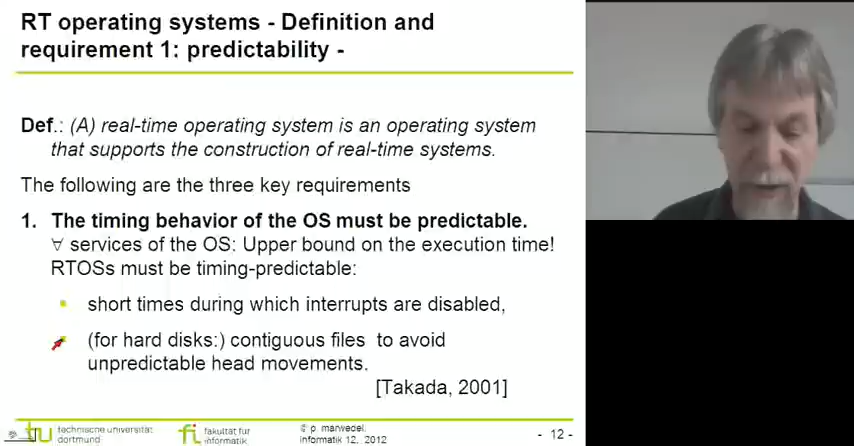 RT operating systems - Definition and
requirement 1: predictability -
Def.: (A) real-time operating system is an operating system
that supports the construction of real-time systems.
The following are the three key requirements
1. The timing behavior of the OS must be predictable.
∀ services of the OS: Upper bound on the execution time!
RTOSs must be timing-predictable:
short times during which interrupts are disabled,
(for hard disks:) contiguous files to avoid
unpredictable head movements.
[Takada, 2001]
tu technische universität
dortmund
fi fakultät für
informatik
© p. marwedel,
informatik 12, 2012
- 12 -